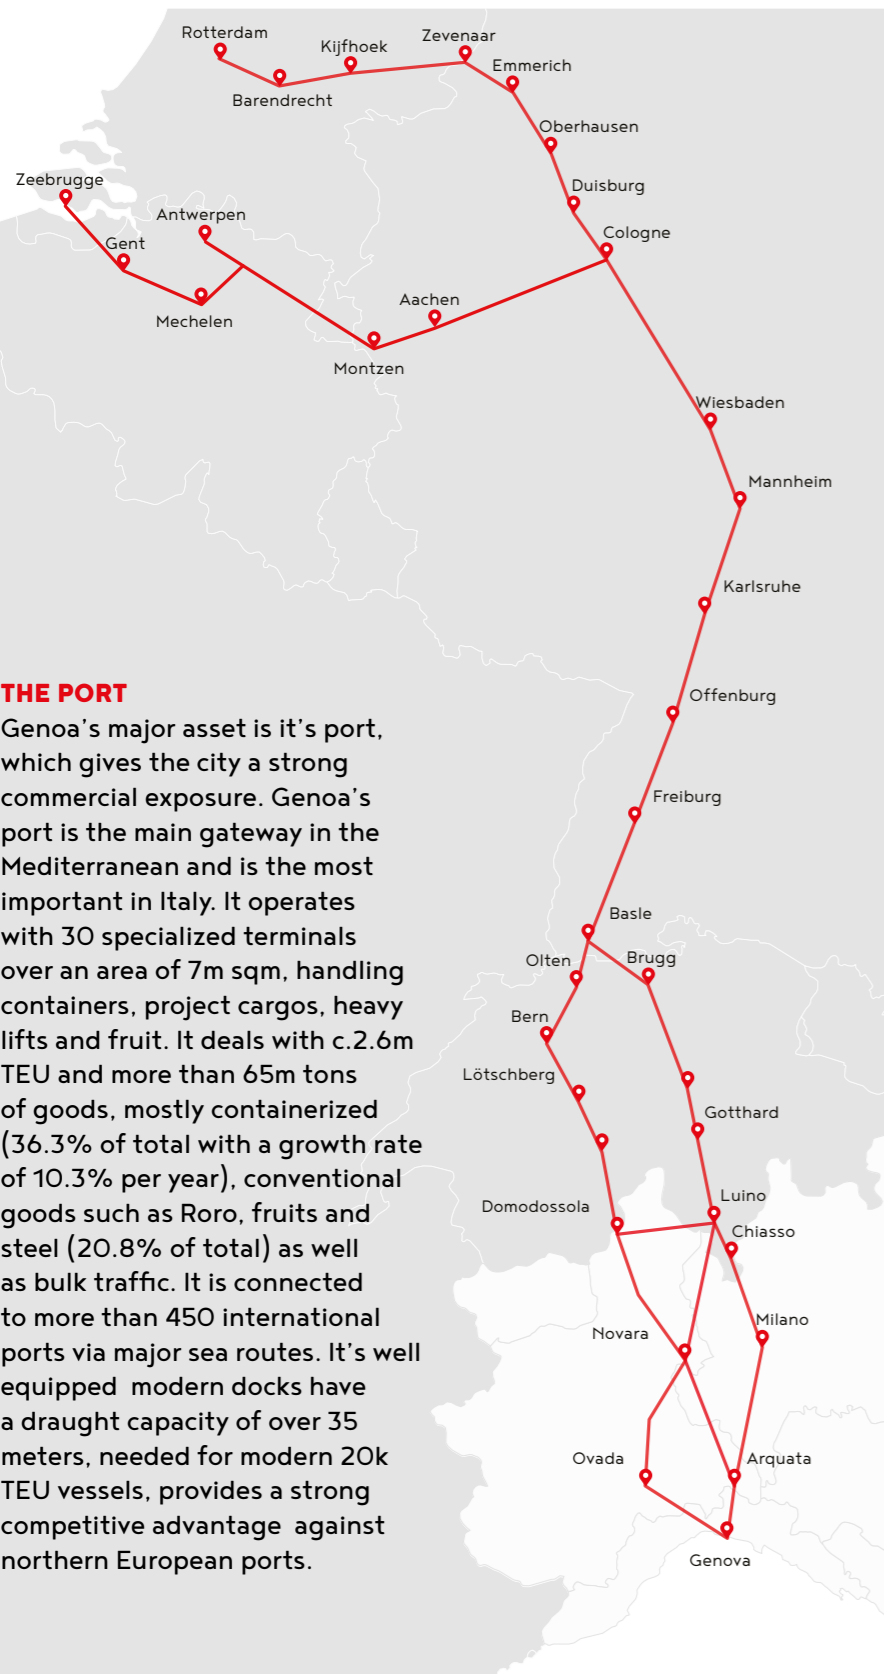 Rotterdam
Kijfhoek
Zevenaar
Emmerich
Barendrecht
Oberhausen
Zeebrugge
Duisburg
Antwerpen
Gent
Cologne
Aachen
Mechelen
Montzen
Wiesbaden
Mannheim
Karlsruhe
Offenburg
Freiburg
Basle
Olten
Brugg
Bern
Lötschberg
Gotthard
Domodossola
Luino
Chiasso
Milano
Novara
Ovada
Arquata
Genova
THE PORT
Genoa's major asset is it's port,
which gives the city a strong
commercial exposure. Genoa's
port is the main gateway in the
Mediterranean and is the most
important in Italy. It operates
with 30 specialized terminals
over an area of 7m sqm, handling
containers, project cargos, heavy
lifts and fruit. It deals with c.2.6m
TEU and more than 65m tons
of goods, mostly containerized
(36.3% of total with a growth rate
of 10.3% per year), conventional
goods such as Roro, fruits and
steel (20.8% of total) as well
as bulk traffic. It is connected
to more than 450 international
ports via major sea routes. It's well
equipped  modern docks have
a draught capacity of over 35
meters, needed for modern 20k
TEU vessels, provides a strong
competitive advantage  against
northern European ports.